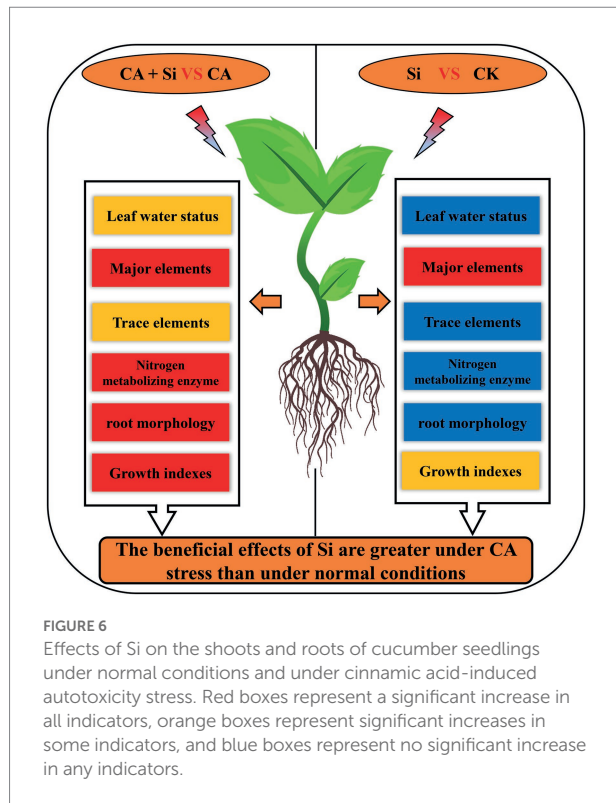 CA + Si VS CA
Si VS CK
Leaf water status
Major elements
Trace elements
Nitrogen
metabolizing enzyme
root morphology
Growth indexes
Leaf water status
Major elements
Trace elements
Nitrogen
metabolizing enzyme
root morphology
Growth indexes
The beneficial effects of Si are greater under CA
stress than under normal conditions
FIGURE 6
Effects of Si on the shoots and roots of cucumber seedlings
under normal conditions and under cinnamic acid-induced
autotoxicity stress. Red boxes represent a significant increase in
all indicators, orange boxes represent significant increases in
some indicators, and blue boxes represent no significant increase
in any indicators.